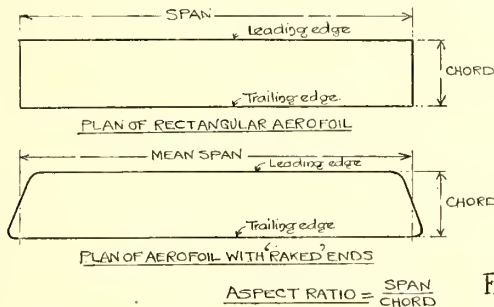 SPAN
Leading edge
CHORD
Trailing edge.
PLAN OF RECTANGULAR AEROFOIL
MEAN SPAN
Leading edge
CHORD
Trailing edge
PLAN OF AEROFOIL WITH 'RAKED' ENDS
ASPECT RATIO = SPAN
CHORD